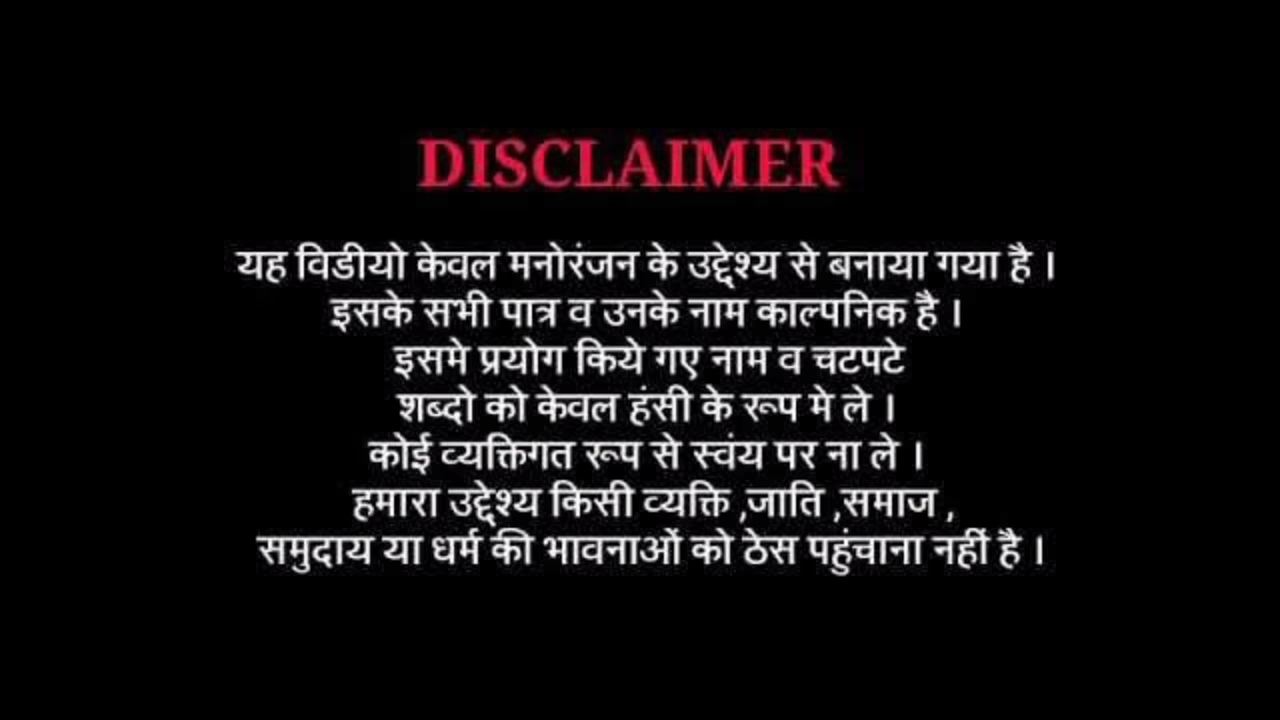 DISCLAIMER
यह विडीयो केवल मनोरंजन के उद्देश्य से बनाया गया है ।
इसके सभी पात्र व उनके नाम काल्पनिक है ।
इसमे प्रयोग किये गए नाम व चटपटे
शब्दो को केवल हंसी के रूप मे ले ।
कोई व्यक्तिगत रूप से स्वंय पर ना ले ।
हमारा उद्देश्य किसी व्यक्ति ,जाति ,समाज ,
समुदाय या धर्म की भावनाओं को ठेस पहुंचाना नहीं है ।